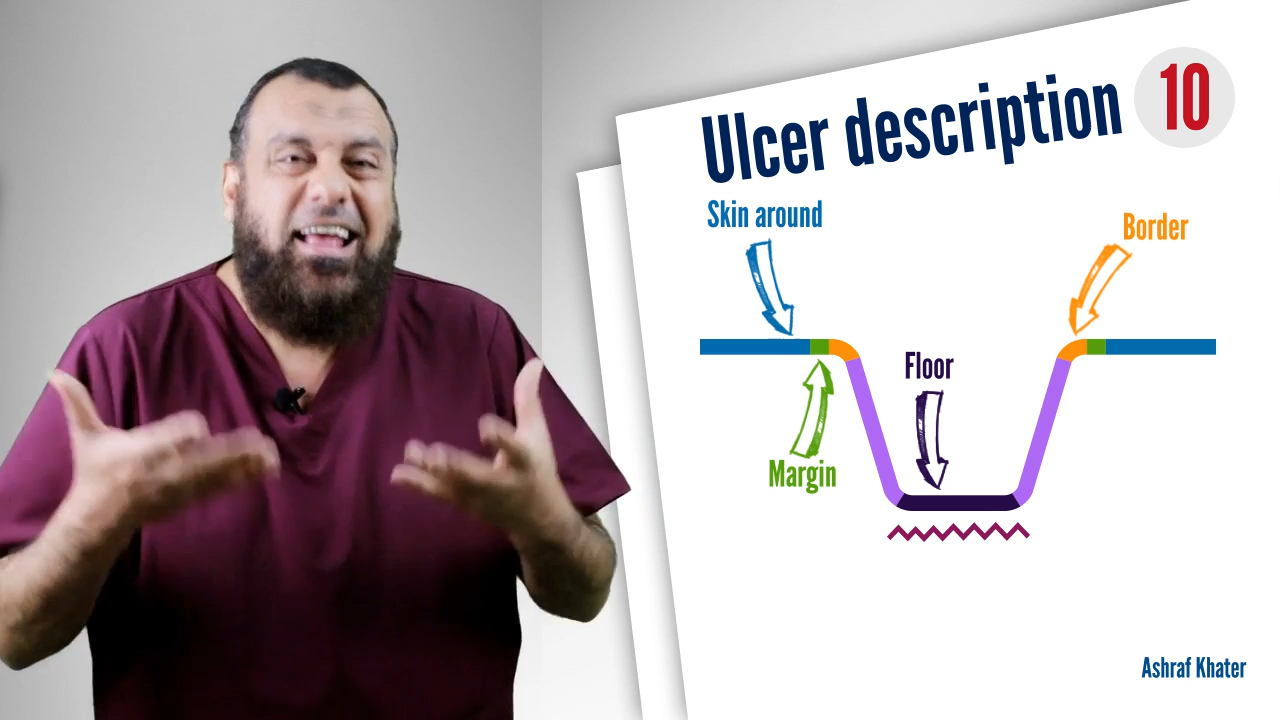 Ulcer description 10
Skin around
Border
Floor
Margin
Ashraf Khater